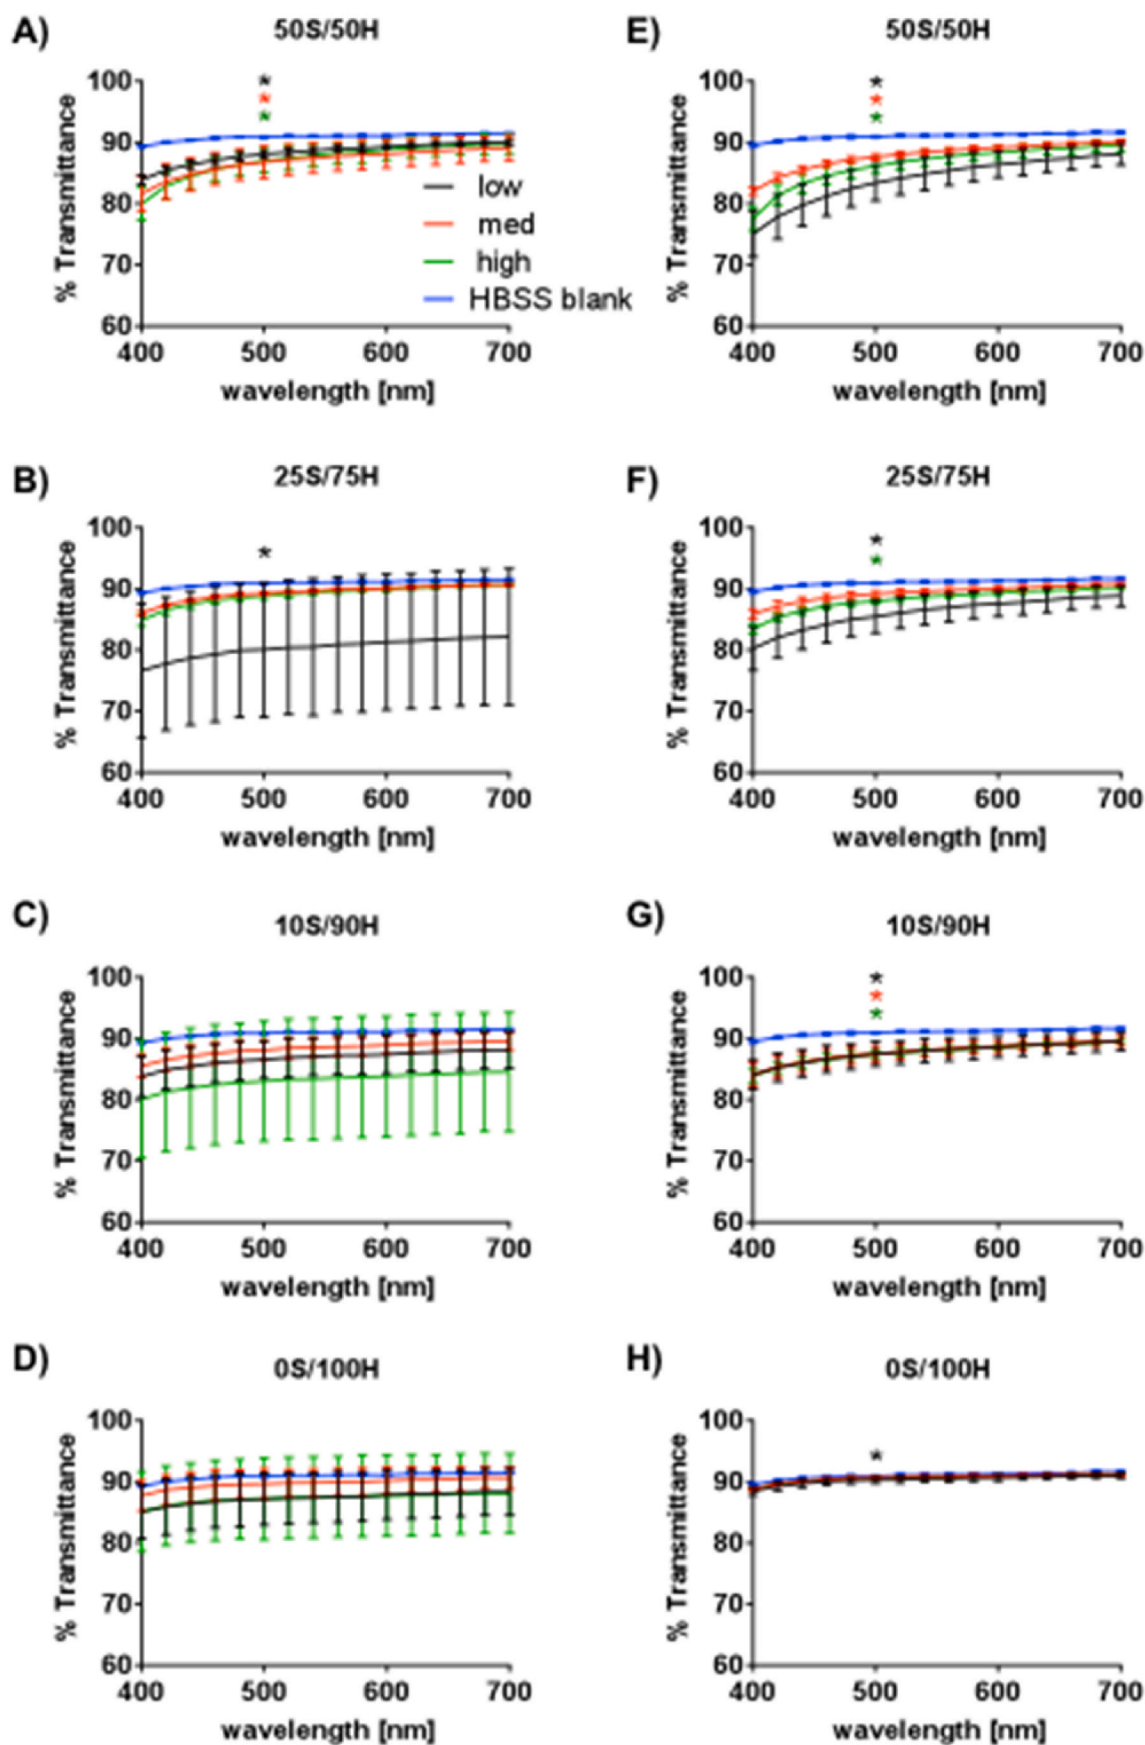 A)
50S/50H
*
*
*
100
90
80
70
60
% Transmittance
low
med
high
HBSS blank
400 500 600 700
wavelength [nm]
E)
50S/50H
*
*
*
100
90
80
70
60
% Transmittance
400 500 600 700
wavelength [nm]
B)
25S/75H
*
100
90
80
70
60
% Transmittance
400 500 600 700
wavelength [nm]
F)
25S/75H
*
*
100
90
80
70
60
% Transmittance
400 500 600 700
wavelength [nm]
C)
10S/90H
100
90
80
70
60
% Transmittance
400 500 600 700
wavelength [nm]
G)
10S/90H
*
*
*
100
90
80
70
60
% Transmittance
400 500 600 700
wavelength [nm]
D)
0S/100H
100
90
80
70
60
% Transmittance
400 500 600 700
wavelength [nm]
H)
0S/100H
*
100
90
80
70
60
% Transmittance
400 500 600 700
wavelength [nm]